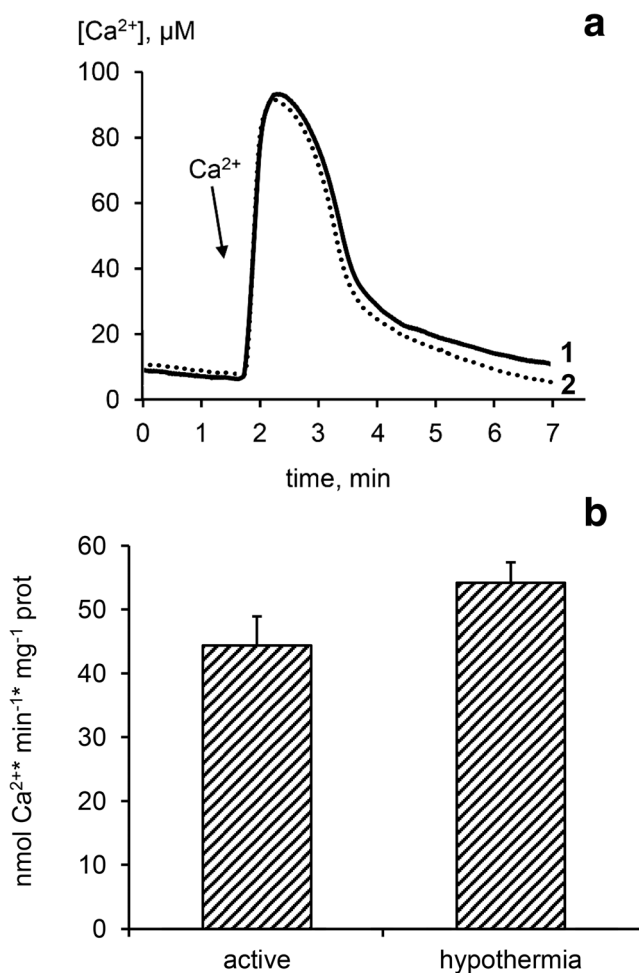 [Ca²⁺], µM
a
100
80
60
40
20
0
Ca²⁺
1
2
0 1 2 3 4 5 6 7
time, min
b
60
50
40
30
20
10
0
nmol Ca²⁺* min⁻¹* mg⁻¹ prot
active hypothermia